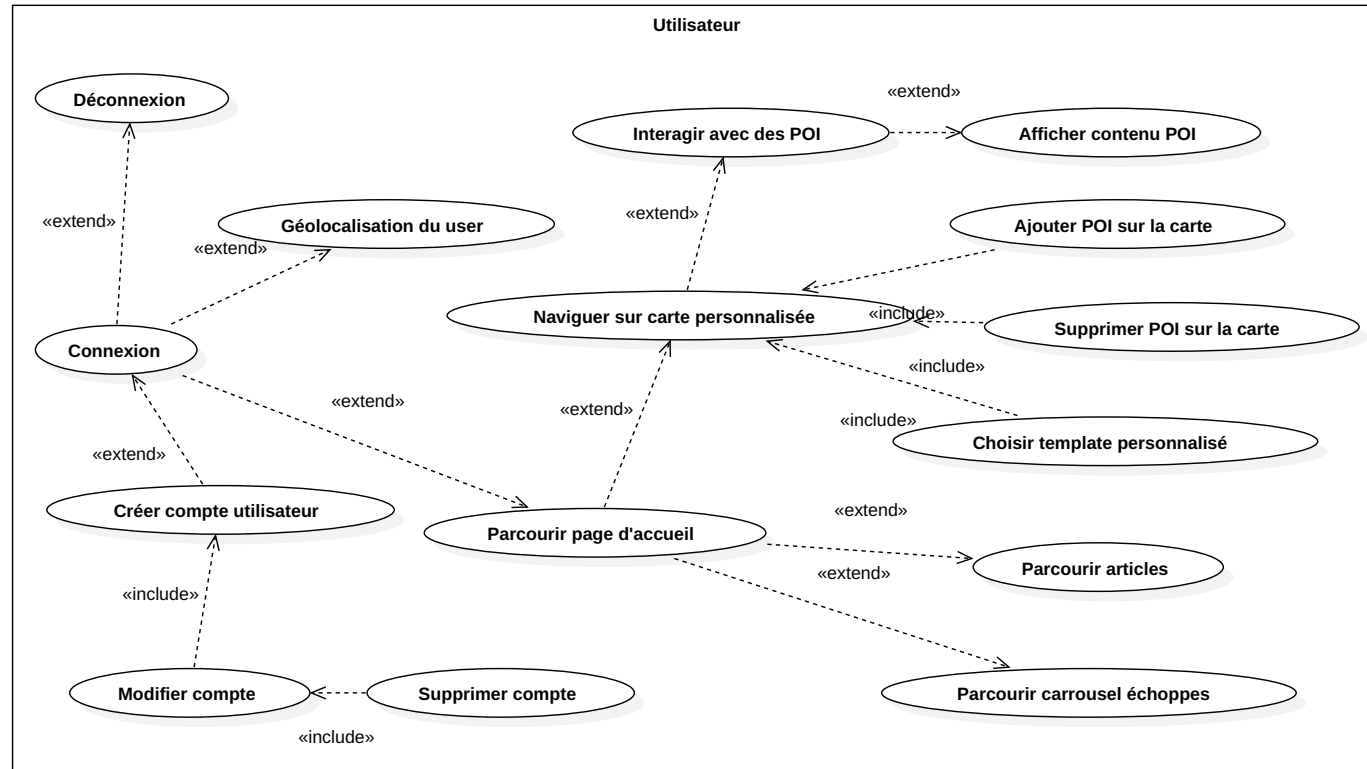 Utilisateur
Déconnexion
«extend»
Interagir avec des POI
Afficher contenu POI
«extend»
Géolocalisation du user
«extend»
«extend»
Ajouter POI sur la carte
Naviguer sur carte personnalisée
«include»
Supprimer POI sur la carte
Connexion
«include»
«extend»
«extend»
«include»
Choisir template personnalisé
«extend»
Créer compte utilisateur
«extend»
Parcourir page d'accueil
«extend»
Parcourir articles
«include»
Modifier compte
Supprimer compte
Parcourir carrousel échoppes
«include»